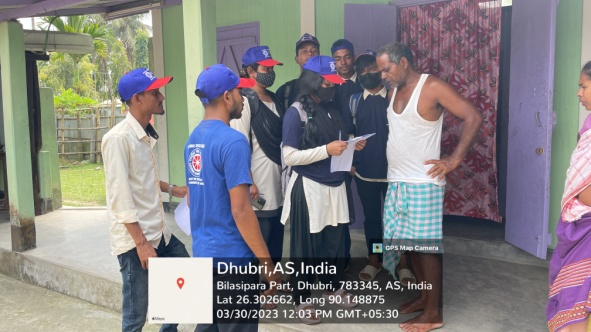 GPS Map Camera
Dhubri,AS,India
Bilasipara Part, Dhubri, 783345, AS, India
Lat 26.302662, Long 90.148875
03/30/2023 12:03 PM GMT+05:30